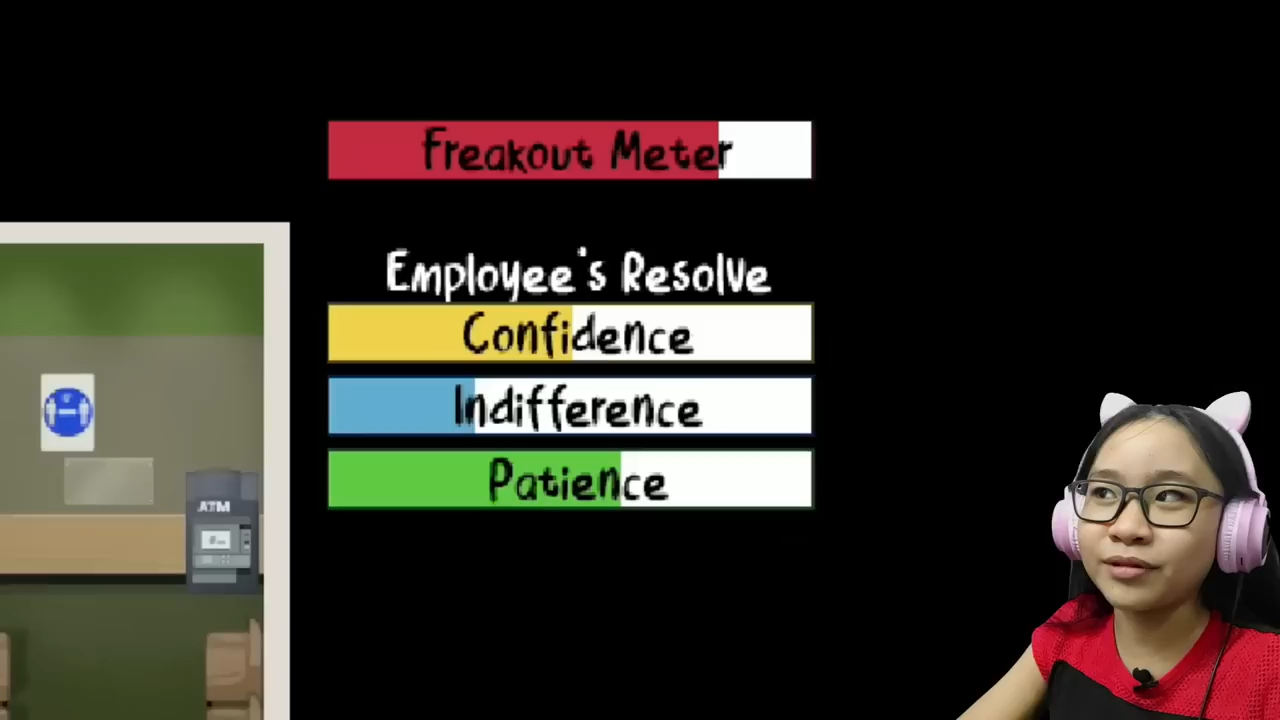 Freakout Meter
Employee's Resolve
Confidence
Indifference
Patience
ATM